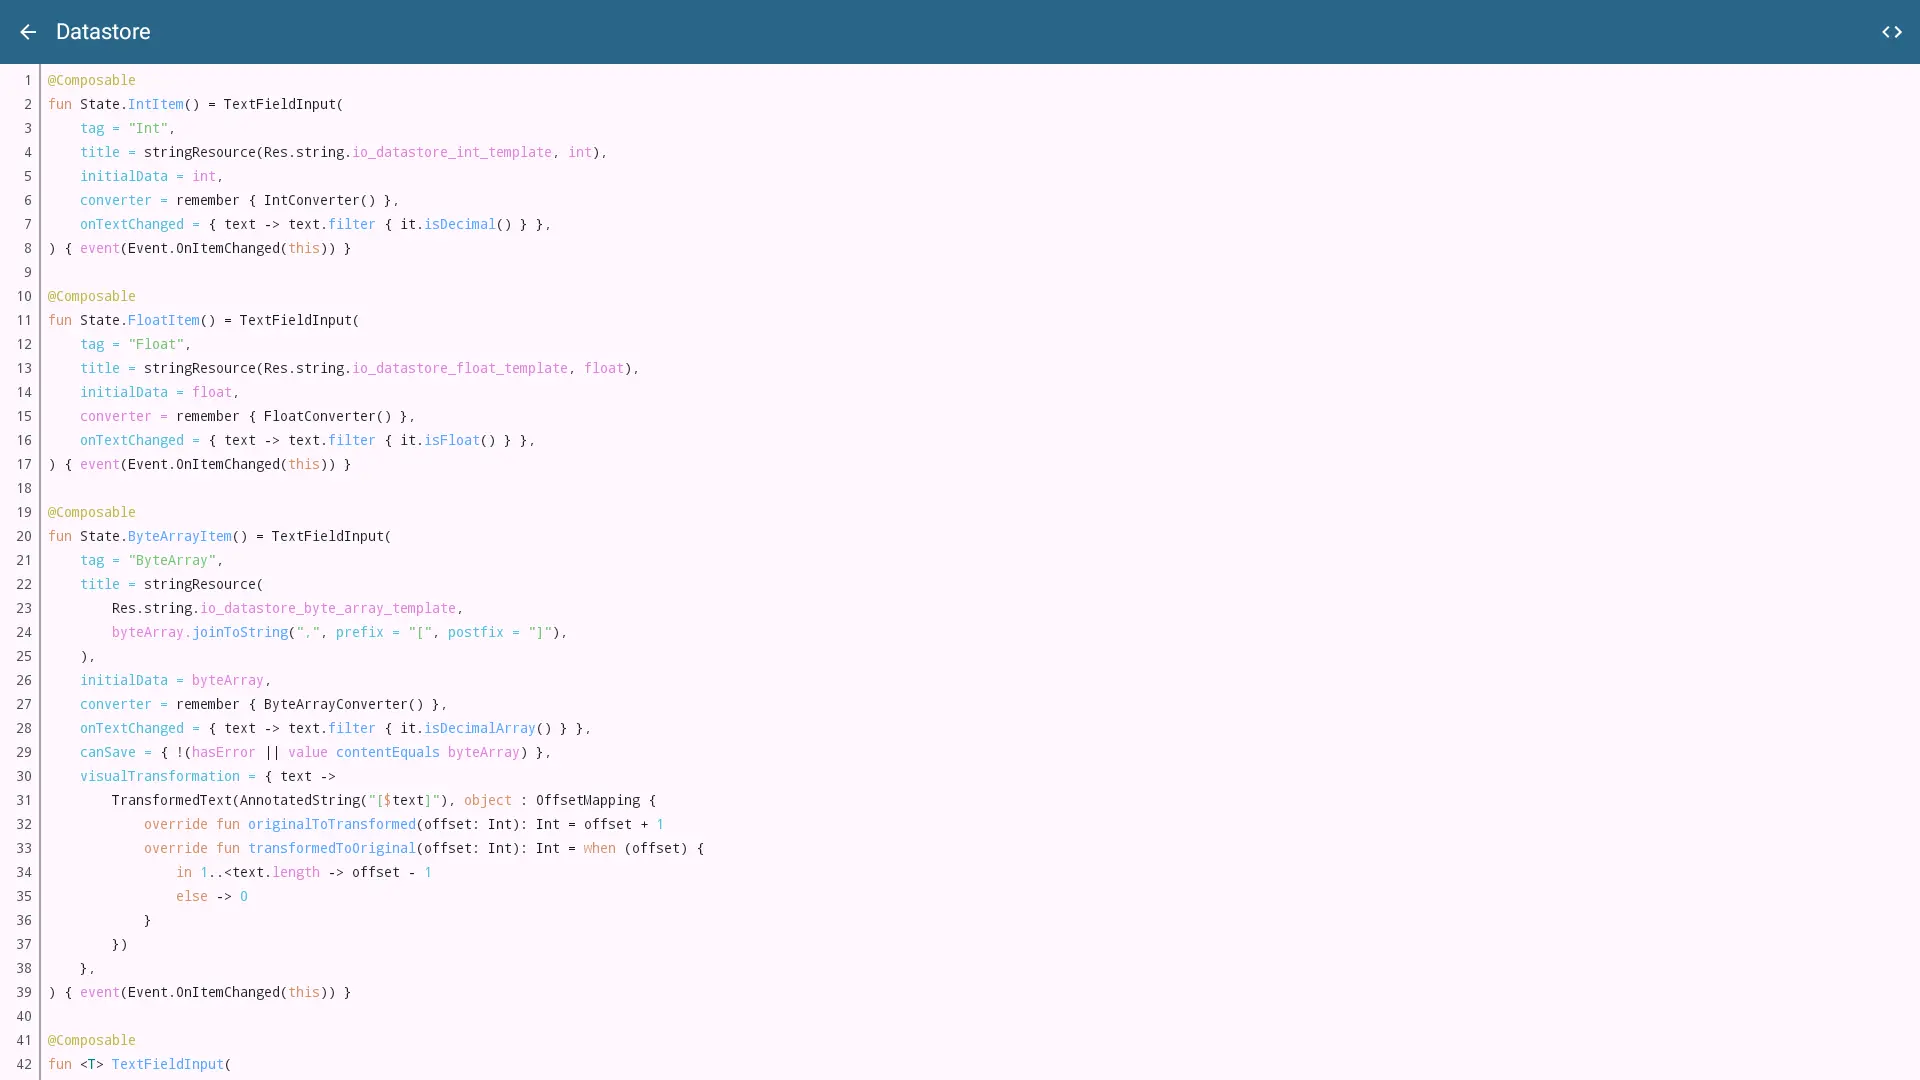 Datastore
<>
1 @Composable
2 fun State.IntItem() = TextFieldInput(
3     tag = "Int",
4     title = stringResource(Res.string.io_datastore_int_template, int),
5     initialData = int,
6     converter = remember { IntConverter() },
7     onTextChanged = { text -> text.filter { it.isDecimal() } },
8 ) { event(Event.OnItemChanged(this)) }
9
10 @Composable
11 fun State.FloatItem() = TextFieldInput(
12     tag = "Float",
13     title = stringResource(Res.string.io_datastore_float_template, float),
14     initialData = float,
15     converter = remember { FloatConverter() },
16     onTextChanged = { text -> text.filter { it.isFloat() } },
17 ) { event(Event.OnItemChanged(this)) }
18
19 @Composable
20 fun State.ByteArrayItem() = TextFieldInput(
21     tag = "ByteArray",
22     title = stringResource(
23         Res.string.io_datastore_byte_array_template,
24         byteArray.joinToString(",", prefix = "[", postfix = "]"),
25     ),
26     initialData = byteArray,
27     converter = remember { ByteArrayConverter() },
28     onTextChanged = { text -> text.filter { it.isDecimalArray() } },
29     canSave = { !(hasError || value contentEquals byteArray) },
30     visualTransformation = { text ->
31         TransformedText(AnnotatedString("[$text]"), object : OffsetMapping {
32             override fun originalToTransformed(offset: Int): Int = offset + 1
33             override fun transformedToOriginal(offset: Int): Int = when (offset) {
34                 in 1..<text.length -> offset - 1
35                 else -> 0
36             }
37         })
38     },
39 ) { event(Event.OnItemChanged(this)) }
40
41 @Composable
42 fun <T> TextFieldInput(